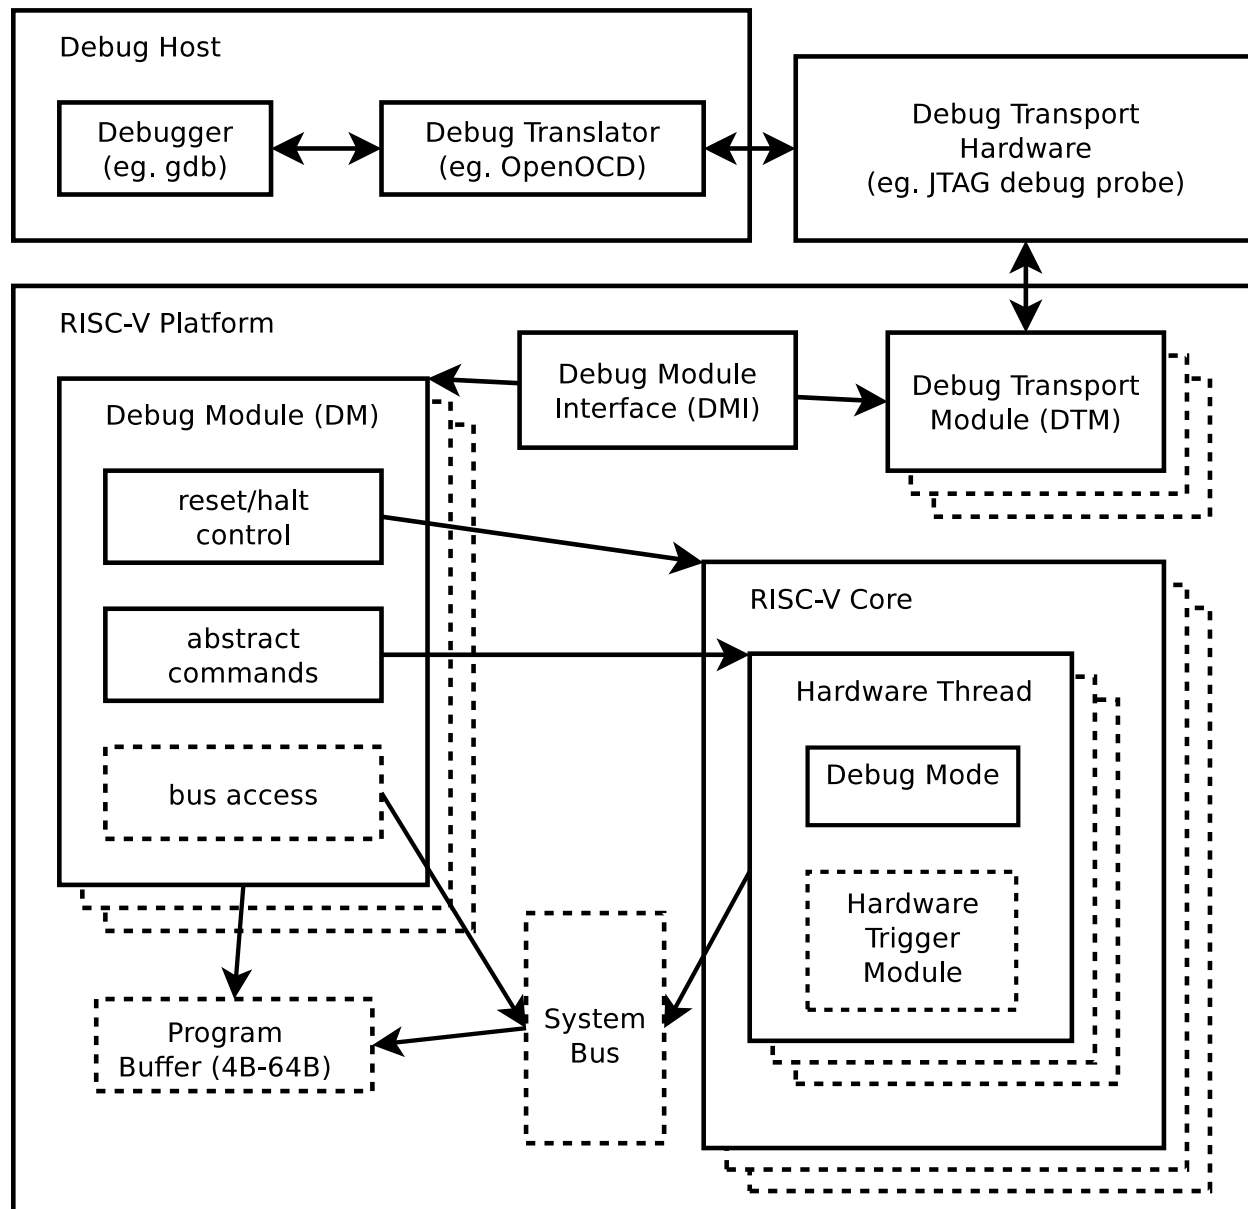 Debug Host
Debugger
(eg. gdb)
Debug Translator
(eg. OpenOCD)
Debug Transport
Hardware
(eg. JTAG debug probe)
RISC-V Platform
Debug Module
Interface (DMI)
Debug Transport
Module (DTM)
Debug Module (DM)
reset/halt
control
abstract
commands
bus access
RISC-V Core
Hardware Thread
Debug Mode
Hardware
Trigger
Module
System
Bus
Program
Buffer (4B-64B)